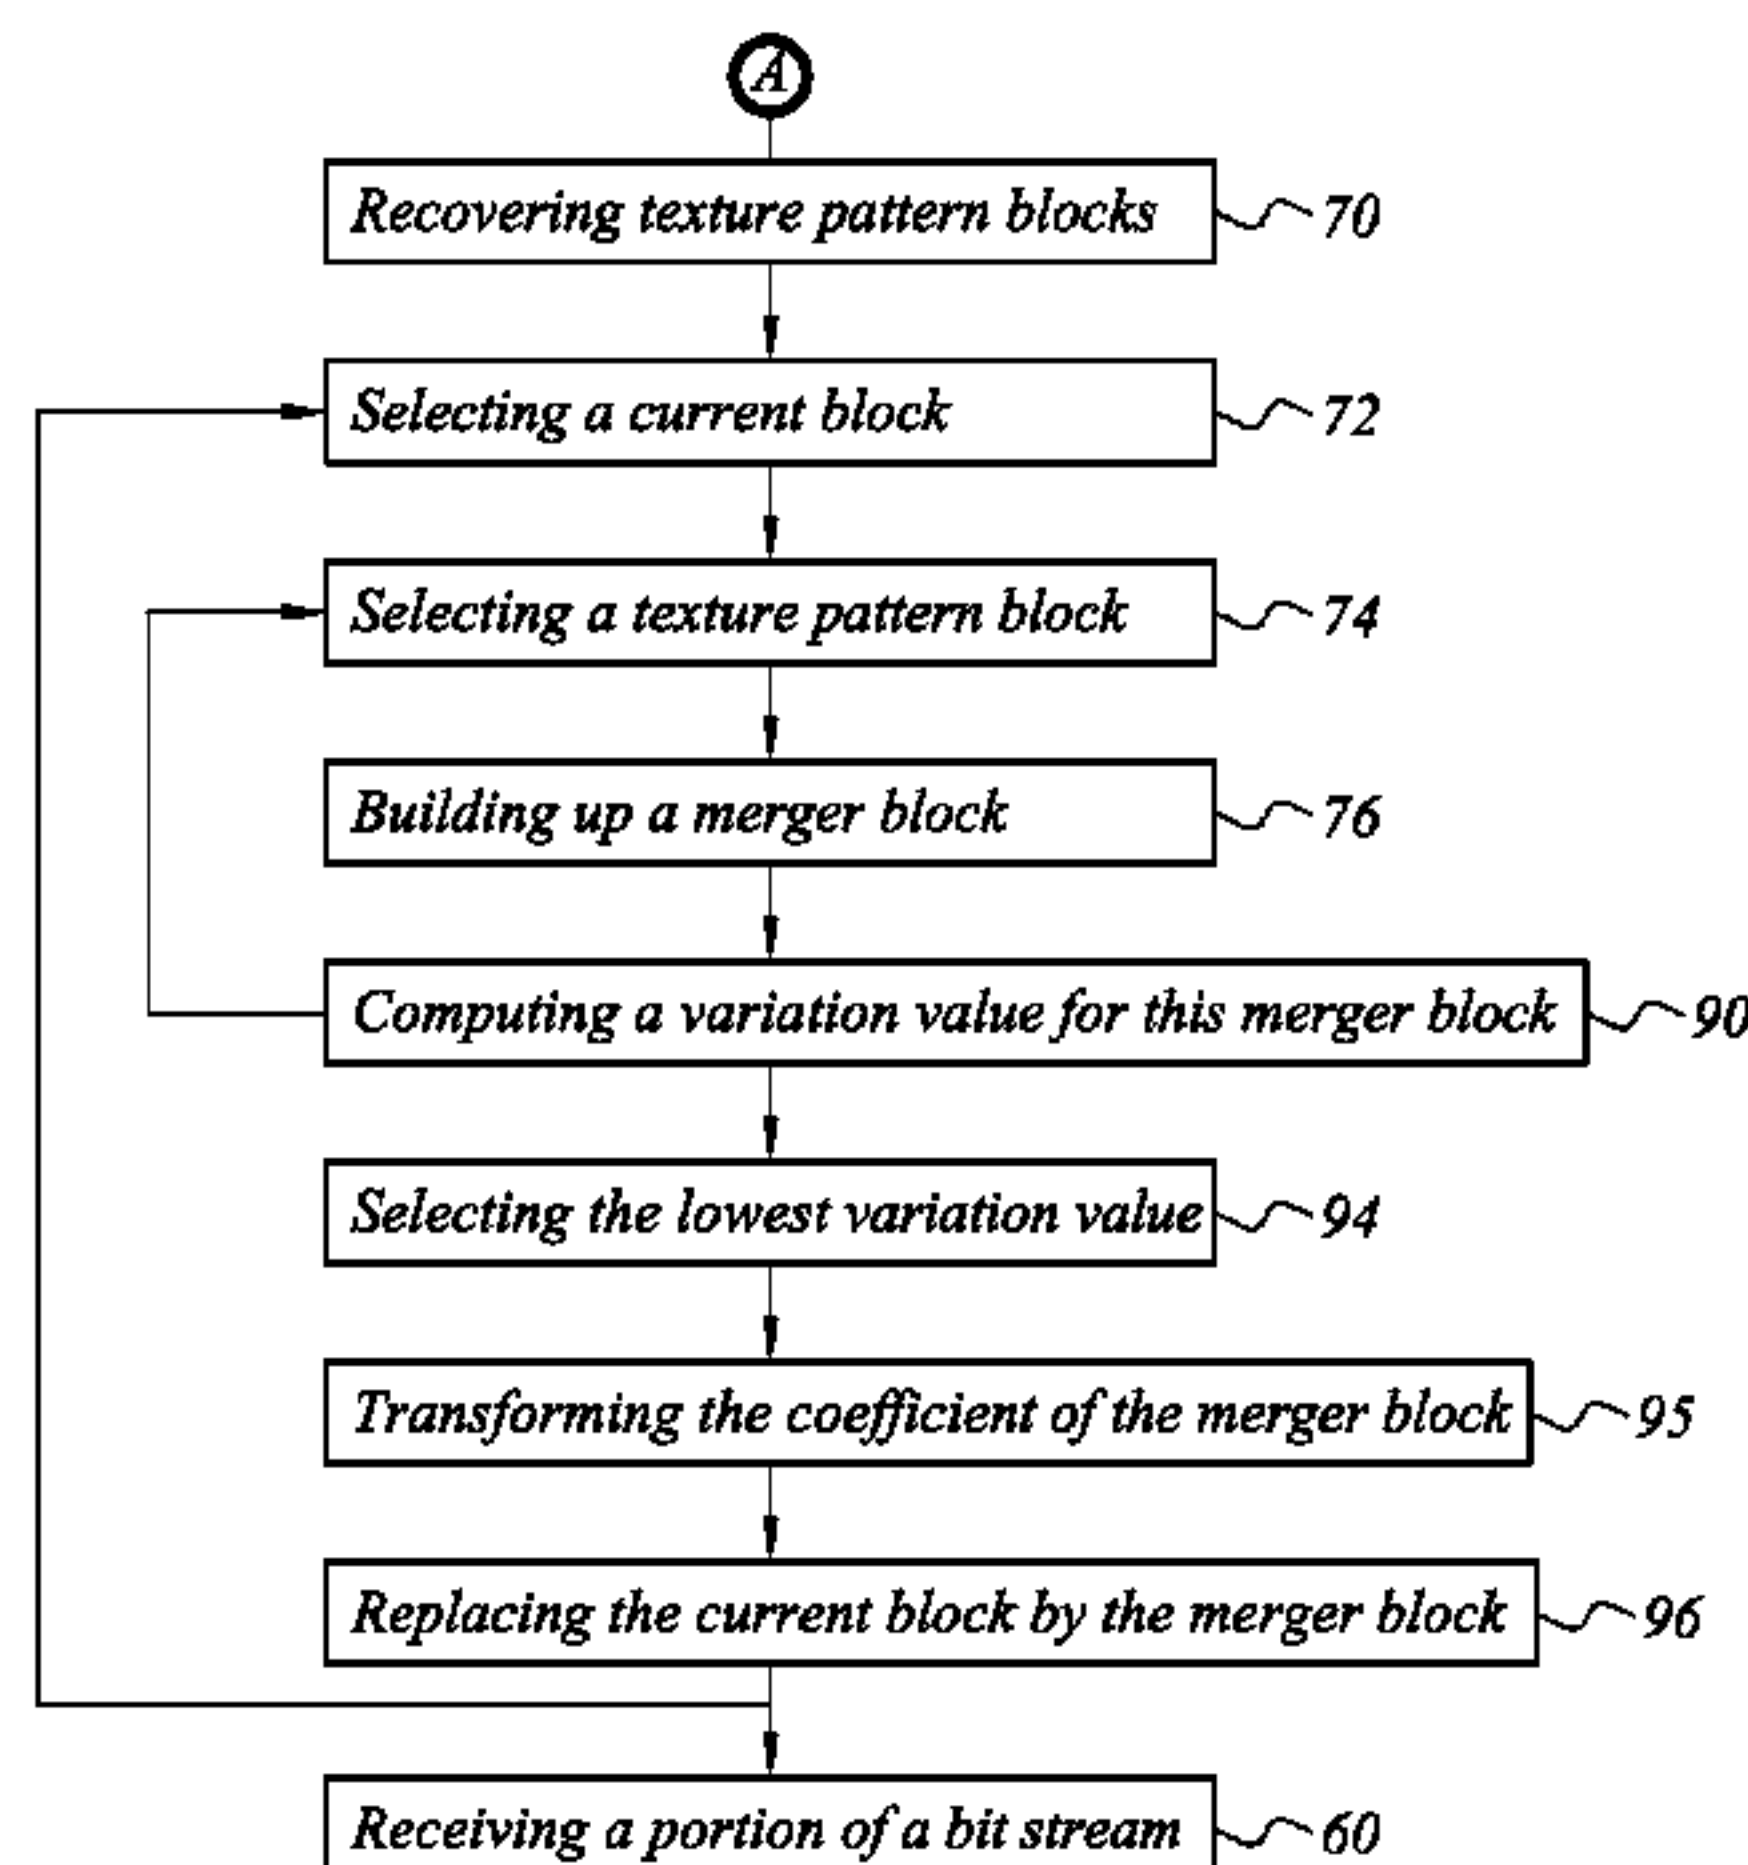 A
Recovering texture pattern blocks 70
Selecting a current block 72
Selecting a texture pattern block 74
Building up a merger block 76
Computing a variation value for this merger block 90
Selecting the lowest variation value 94
Transforming the coefficient of the merger block 95
Replacing the current block by the merger block 96
Receiving a portion of a bit stream 60